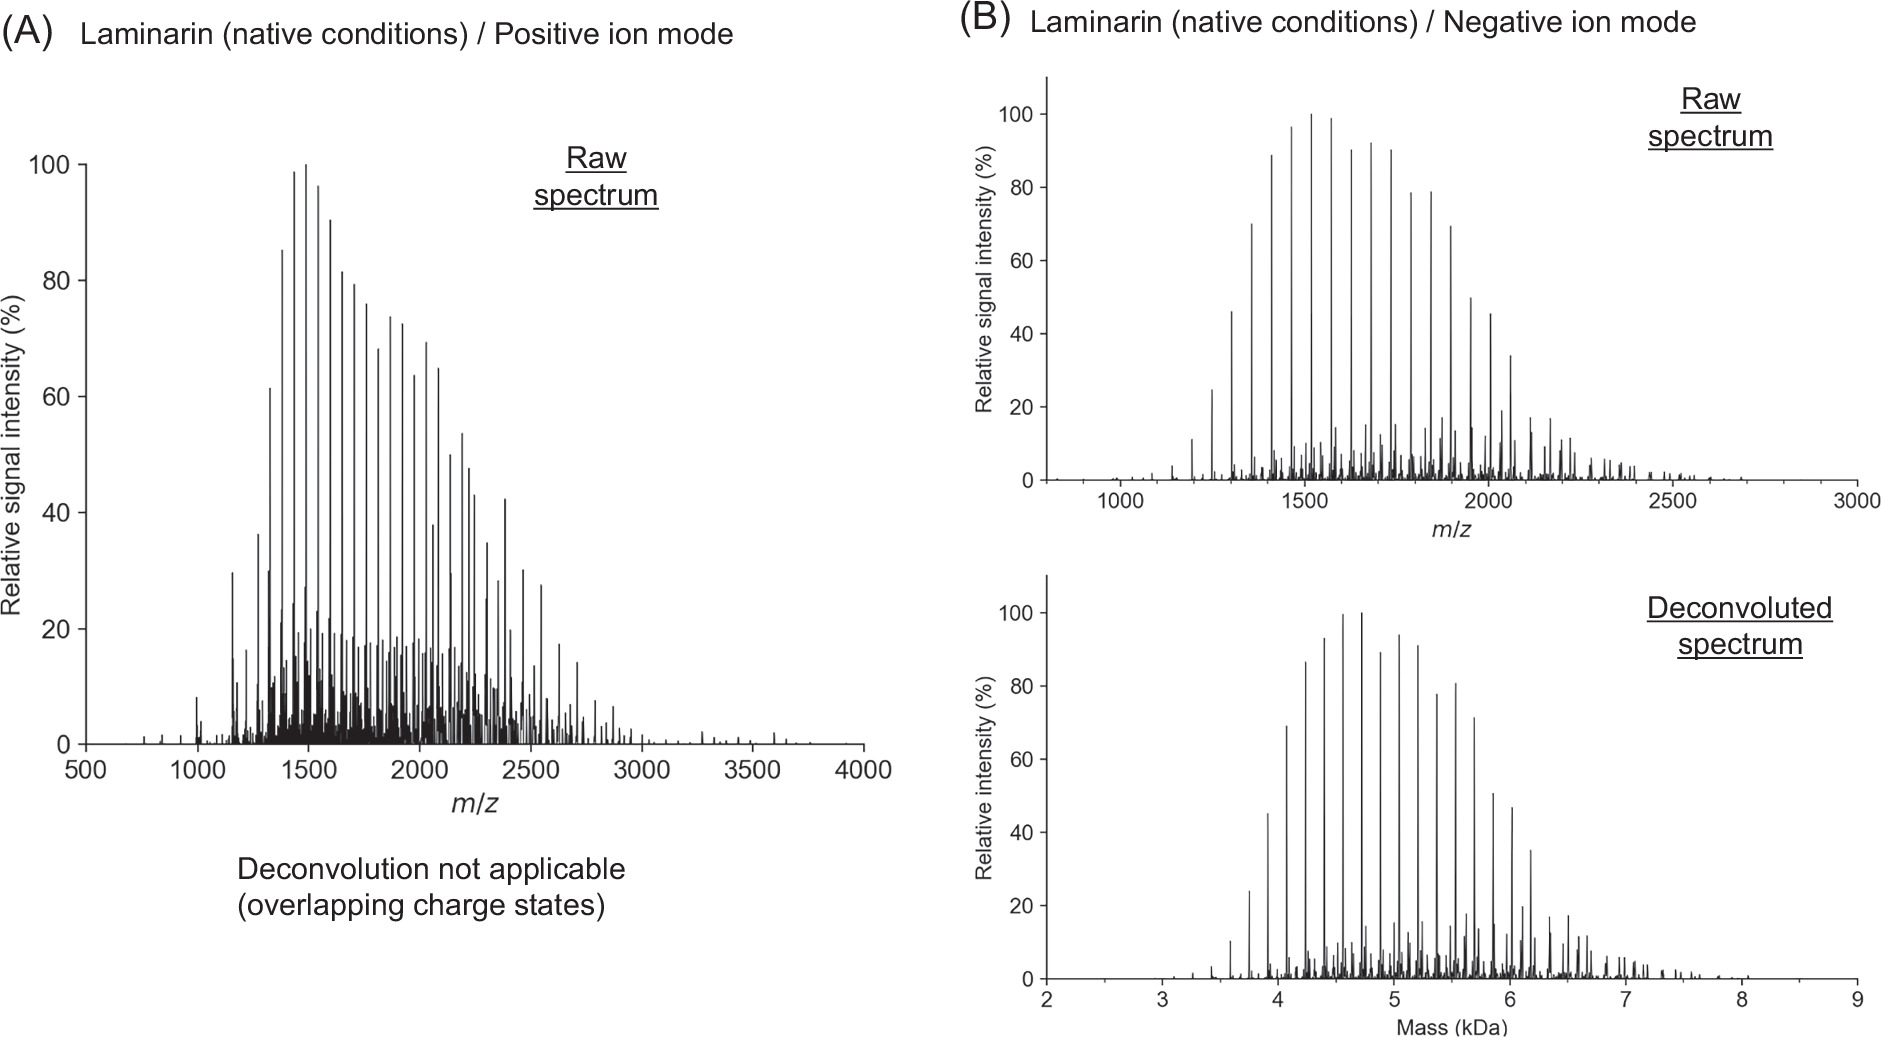 (A) Laminarin (native conditions) / Positive ion mode
Raw
spectrum
Relative signal intensity (%)
100
80
60
40
20
0
500 1000 1500 2000 2500 3000 3500 4000
m/z
Deconvolution not applicable
(overlapping charge states)
(B) Laminarin (native conditions) / Negative ion mode
Raw
spectrum
Relative signal intensity (%)
100
80
60
40
20
0
1000 1500 2000 2500 3000
m/z
Deconvoluted
spectrum
Relative intensity (%)
100
80
60
40
20
0
2 3 4 5 6 7 8 9
Mass (kDa)